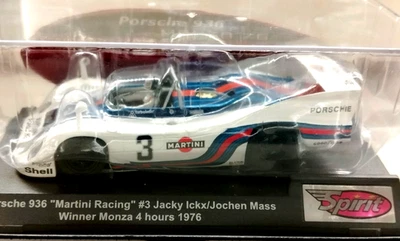 Porsche 936
PORSCHE
3
MARTINI
Shell
rsche 936 "Martini Racing" #3 Jacky Ickx/Jochen Mass
Winner Monza 4 hours 1976
Spirit